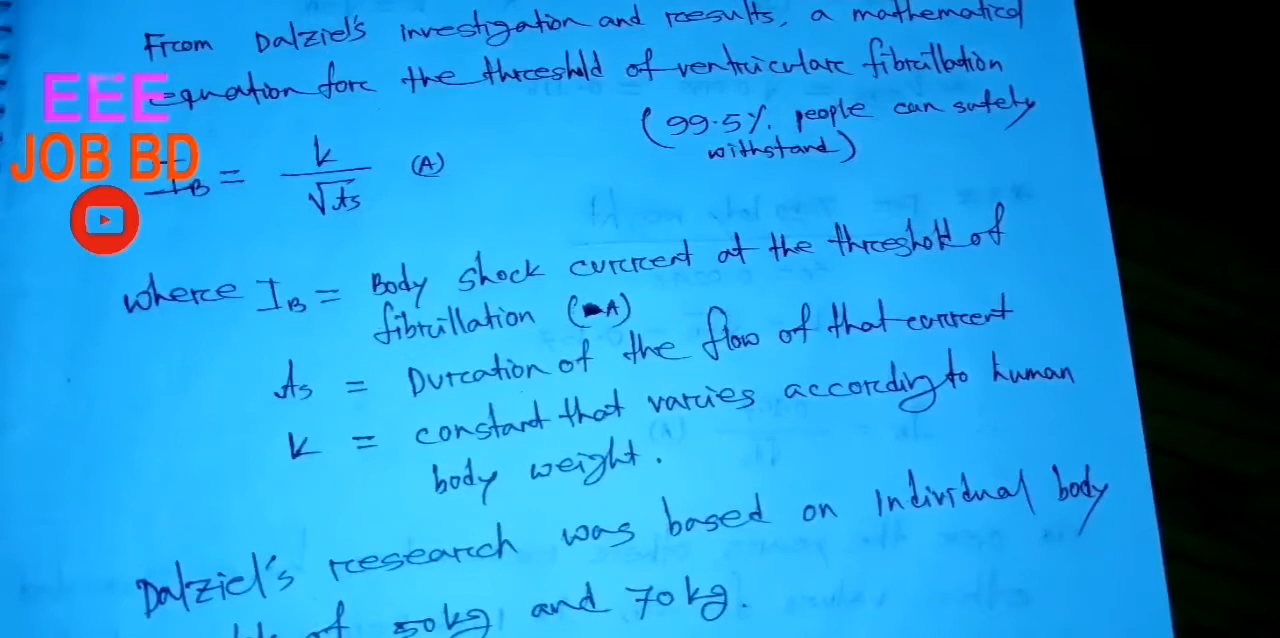 From Dalziel's investigation and results, a mathematical
equation for the threshold of ventricular fibrillation
(99.5% people can safely
withstand)
EEE
JOB BD
I_B = k/√ts (A)
where I_B = Body shock current at the threshold of
fibrillation (A)
ts = Duration of the flow of that current
k = constant that varies according to human
body weight.
Dalziel's research was based on individual body
of 50kg and 70kg.